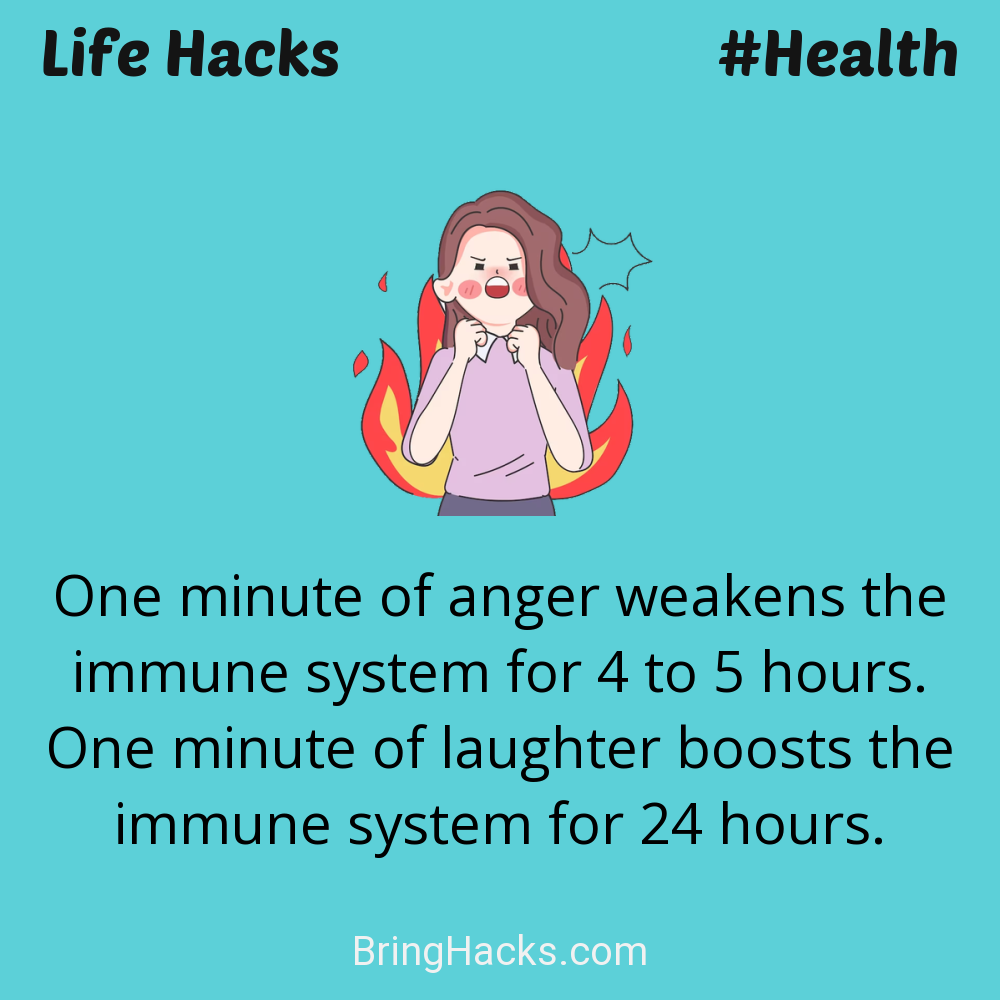 Life Hacks
#Health
One minute of anger weakens the
immune system for 4 to 5 hours.
One minute of laughter boosts the
immune system for 24 hours.
BringHacks.com